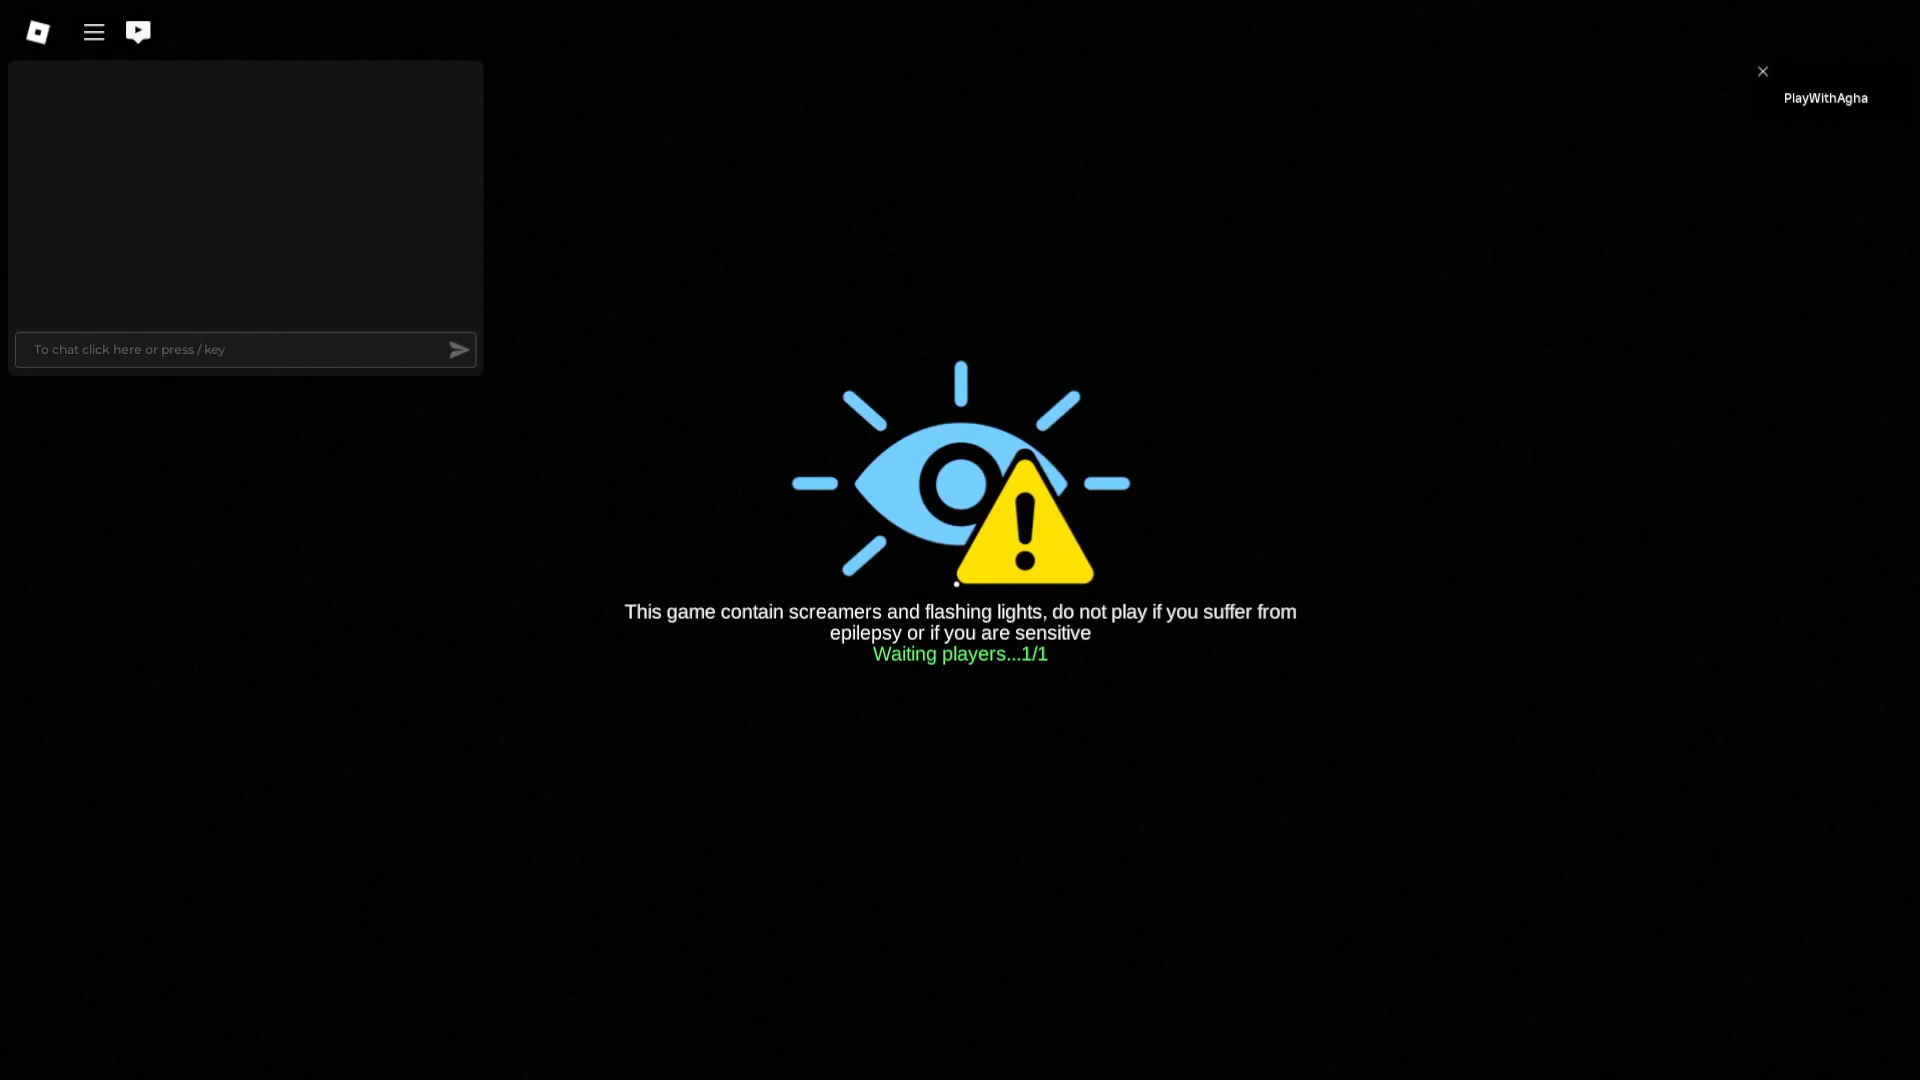 PlayWithAgha
To chat click here or press / key
This game contain screamers and flashing lights, do not play if you suffer from
epilepsy or if you are sensitive
Waiting players...1/1